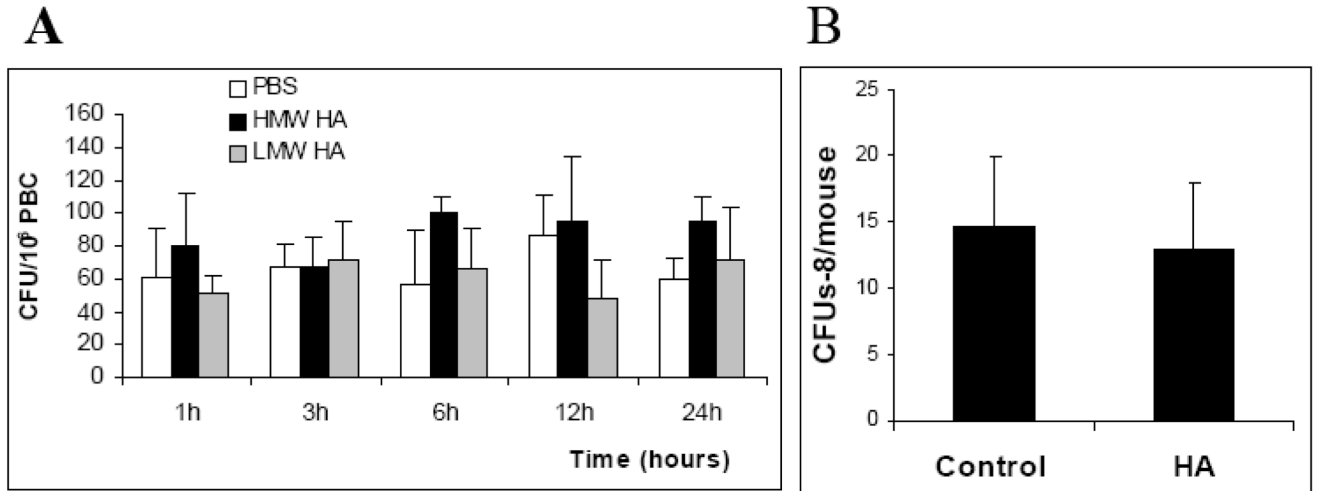 A
PBS
HMW HA
LMW HA
160
140
120
100
80
60
40
20
0
CFU/10⁶ PBC
1h 3h 6h 12h 24h
Time (hours)
B
25
20
15
10
5
0
CFUs-8/mouse
Control HA